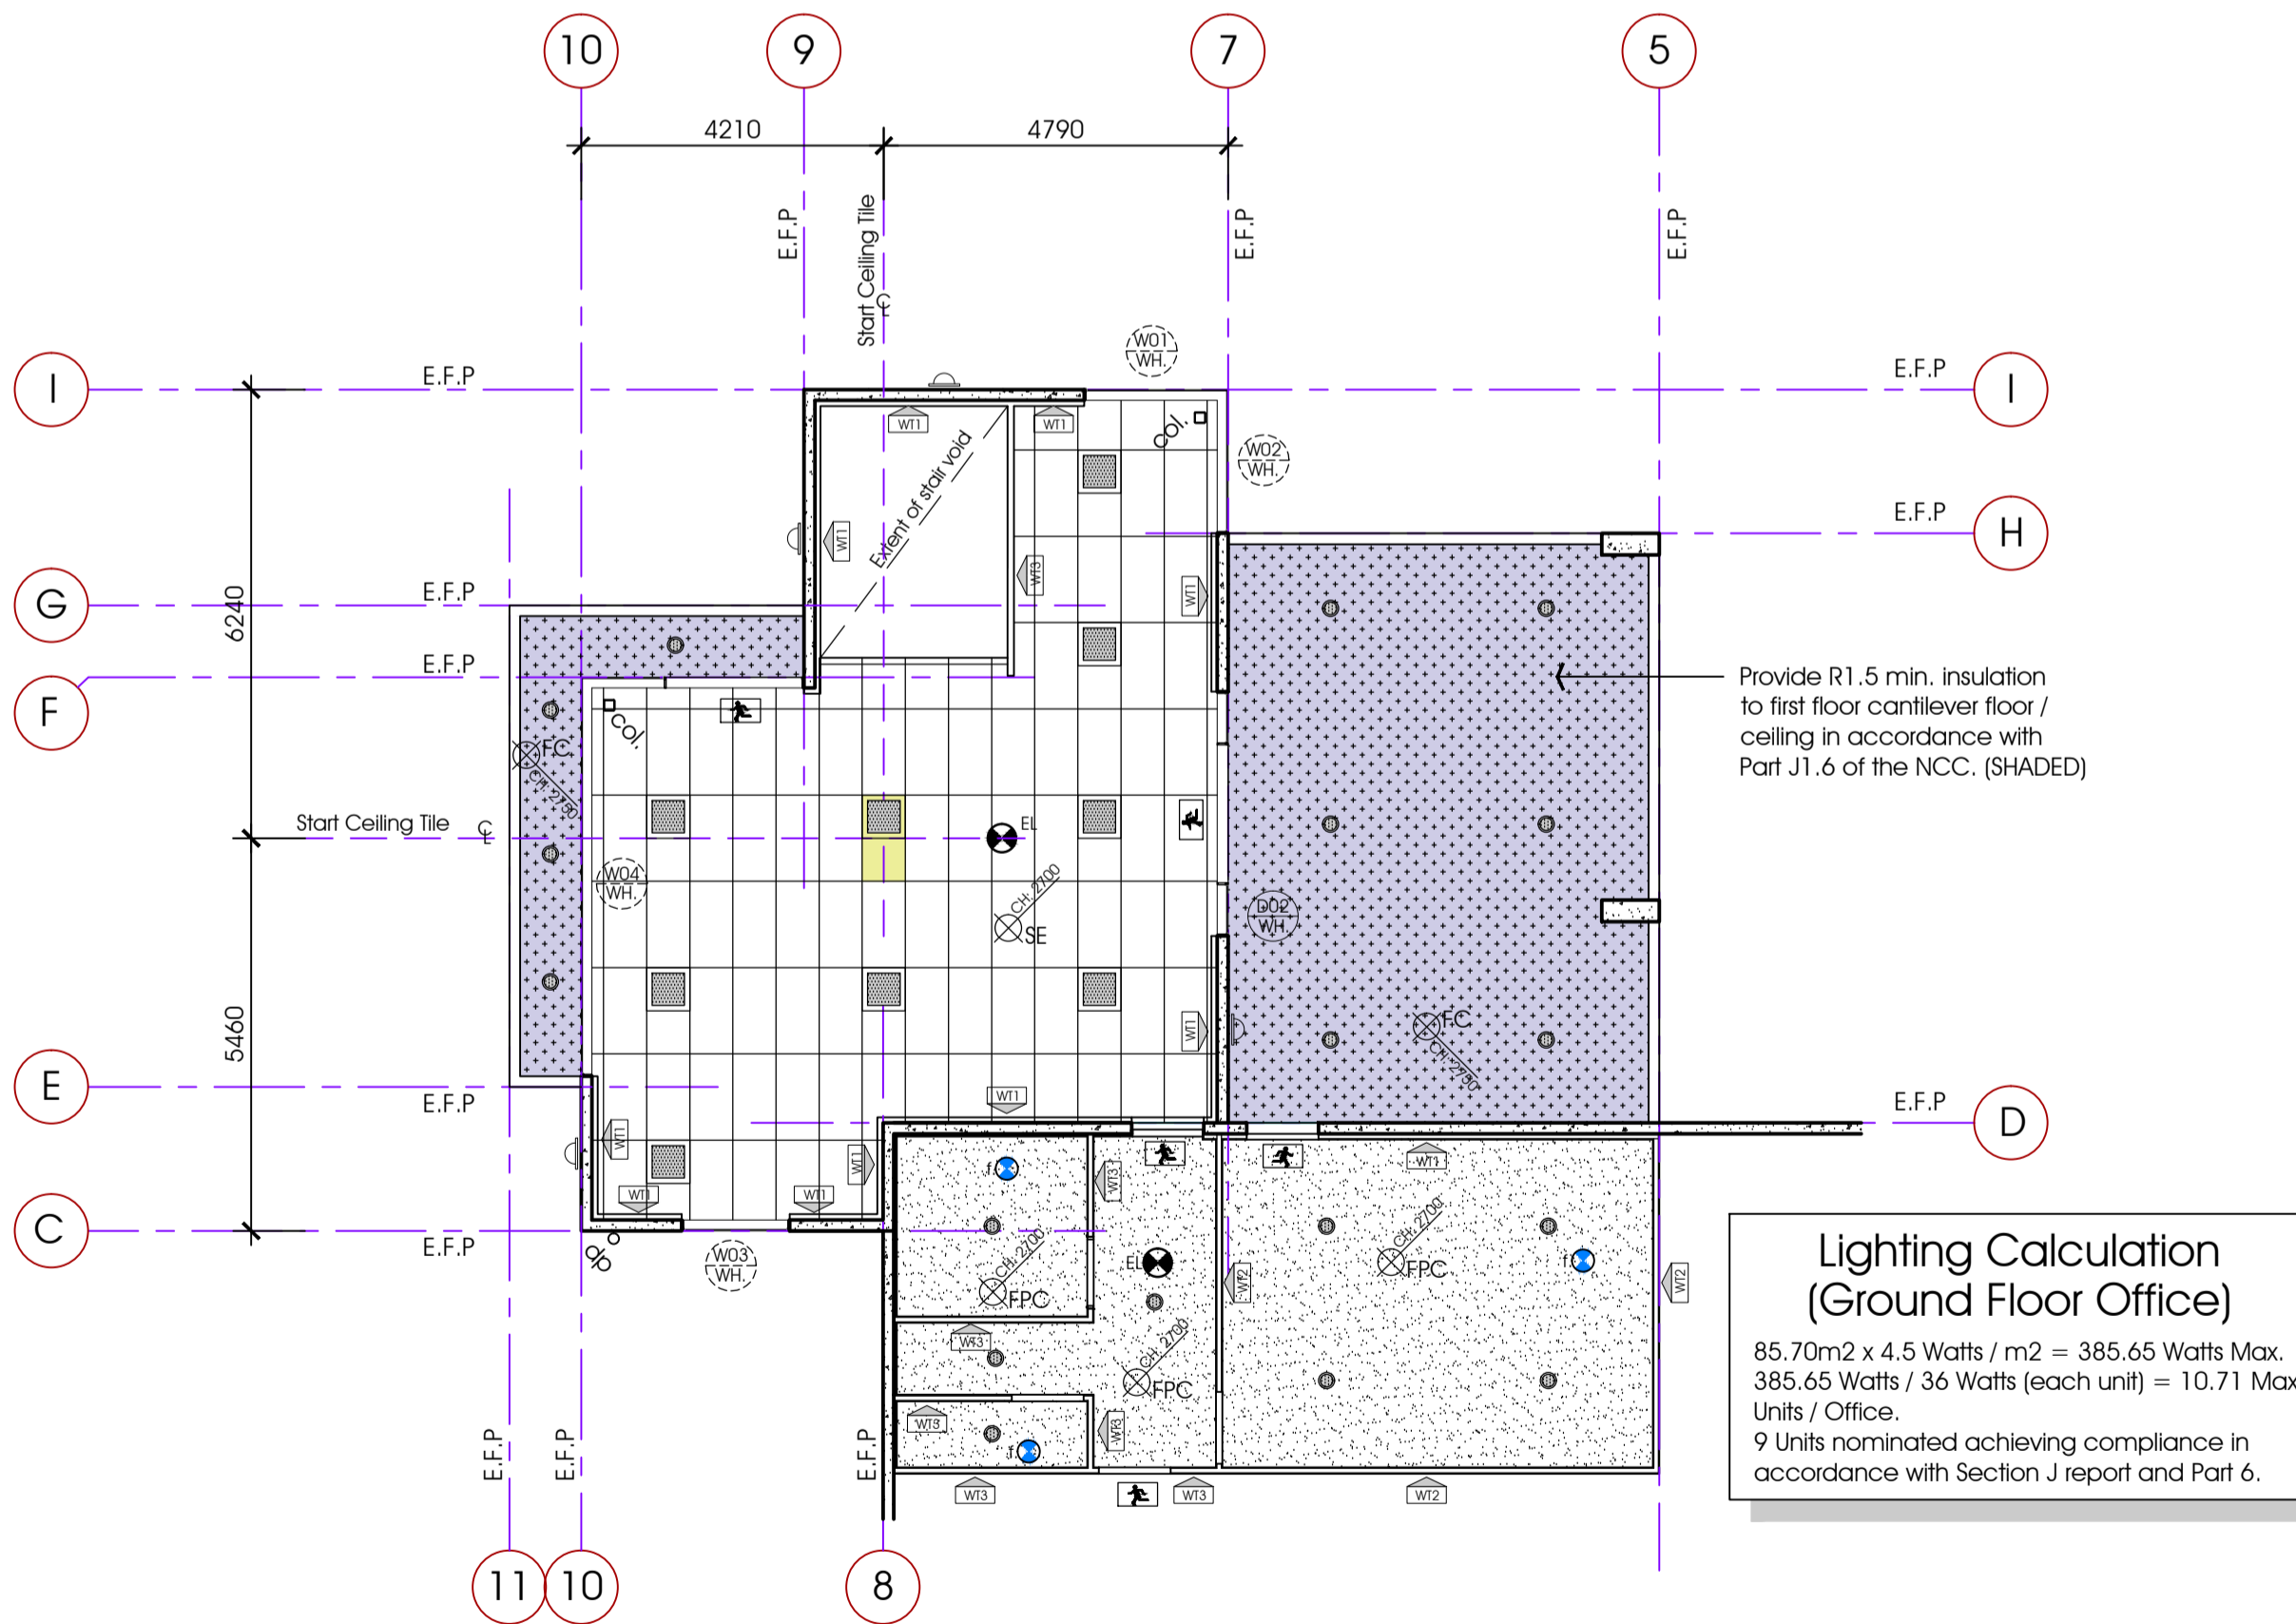 10
9
7
5
4210
4790
E.F.P
Start Ceiling Tile
℄
E.F.P
E.F.P
W01
WH.
I
E.F.P
E.F.P
I
WT1
WT1
col.
W02
WH.
Extent of stair void
E.F.P
H
WT1
WT3
WT1
G
E.F.P
6240
F
E.F.P
col.
Provide R1.5 min. insulation
to first floor cantilever floor /
ceiling in accordance with
Part J1.6 of the NCC. (SHADED)
FC
CH: 2750
Start Ceiling Tile
℄
EL
W04
WH.
CH: 2700
SE
D02
WH.
5460
WT1
FC
CH: 2750
E
E.F.P
WT1
E.F.P
D
WT1
WT1
WT1
WT1
f
WT3
WT1
C
E.F.P
dp
W03
WH.
CH: 2700
FPC
EL
WT2
CH: 2700
FPC
f
WT2
WT3
CH: 2700
FPC
WT3
WT3
f
WT3
WT3
WT2
Lighting Calculation
(Ground Floor Office)
85.70m2 x 4.5 Watts / m2 = 385.65 Watts Max.
385.65 Watts / 36 Watts (each unit) = 10.71 Max
Units / Office.
9 Units nominated achieving compliance in
accordance with Section J report and Part 6.
E.F.P
E.F.P
E.F.P
11
10
8